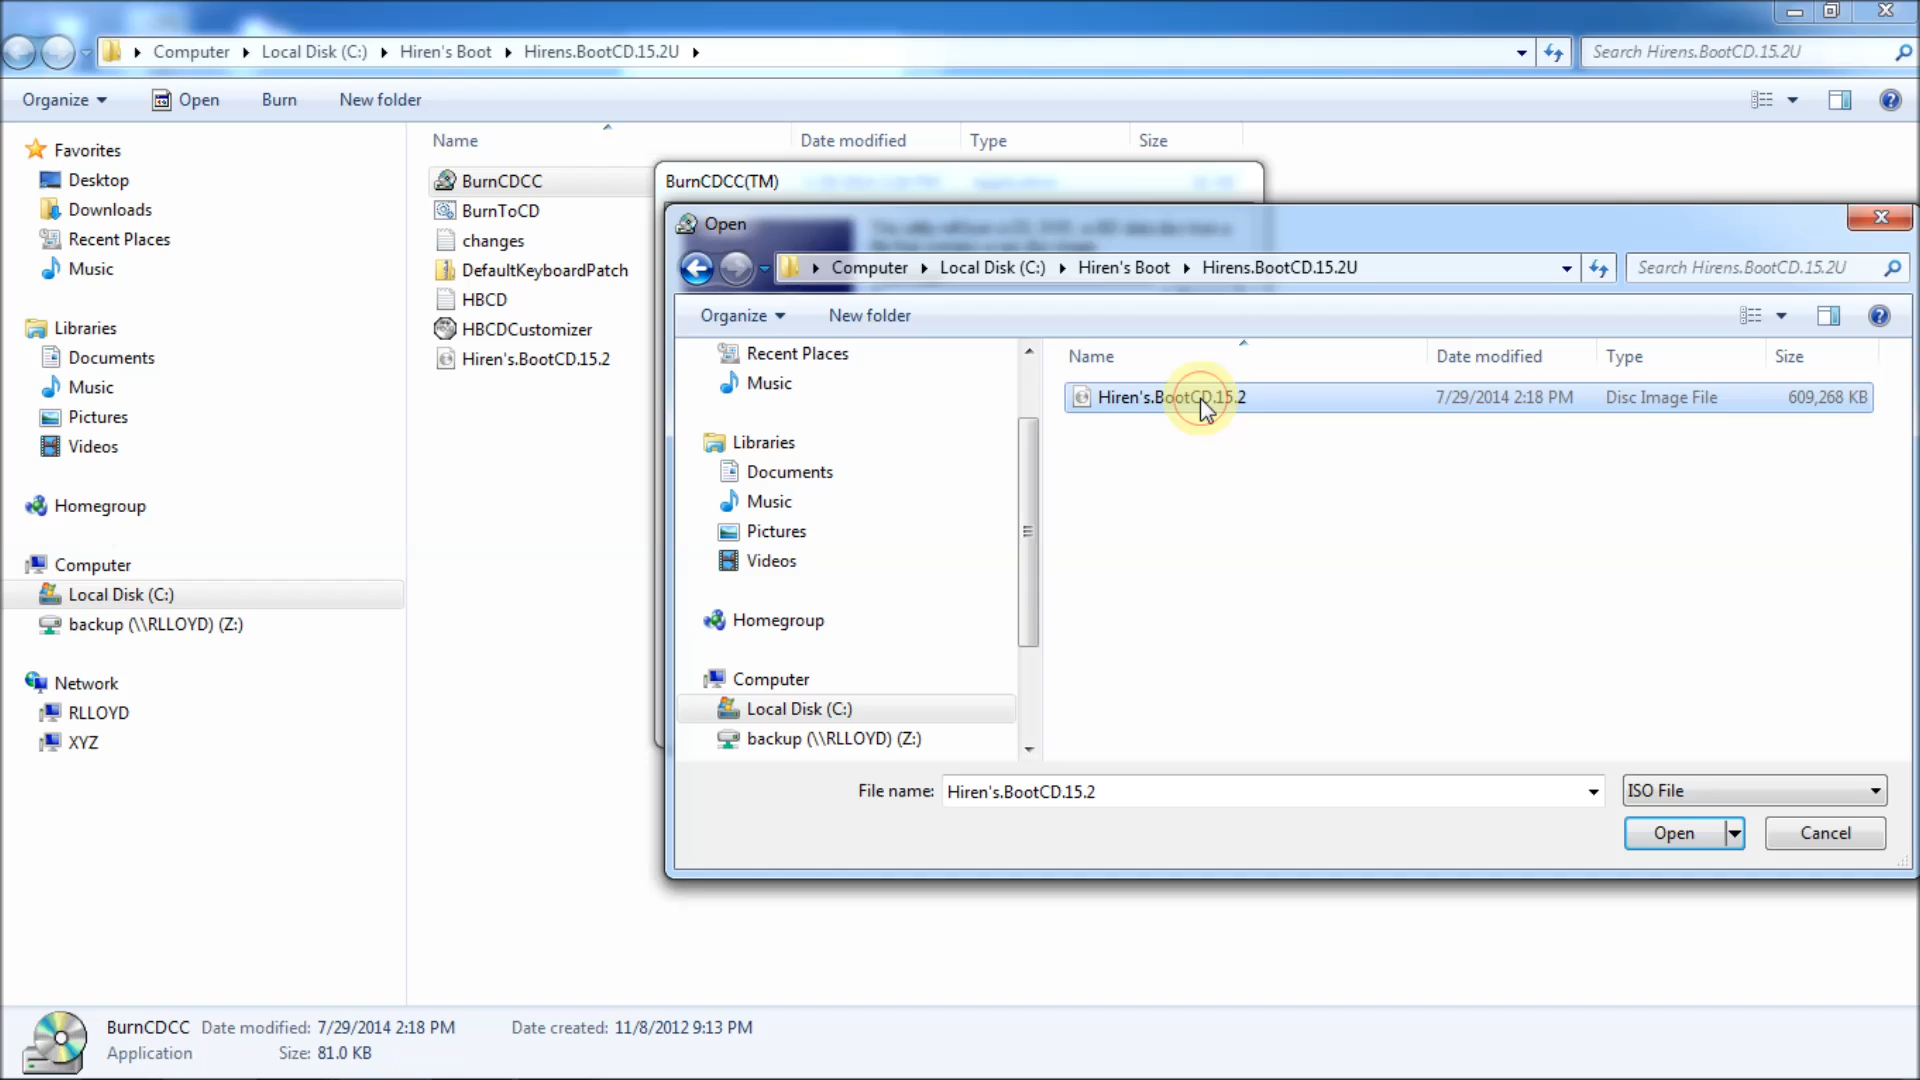 Computer Local Disk (C:) Hiren's Boot Hirens.BootCD.15.2U
Search Hirens.BootCD.15.2U
Organize Open Burn New folder
Favorites
Desktop
Downloads
Recent Places
Music
Libraries
Documents
Music
Pictures
Videos
Homegroup
Computer
Local Disk (C:)
backup (\\RLLOYD) (Z:)
Network
RLLOYD
XYZ
Name Date modified Type Size
BurnCDCC
BurnToCD
changes
DefaultKeyboardPatch
HBCD
HBCDCustomizer
Hiren's.BootCD.15.2
BurnCDCC(TM)
Open
Computer Local Disk (C:) Hiren's Boot Hirens.BootCD.15.2U
Search Hirens.BootCD.15.2U
Organize New folder
Recent Places
Music
Libraries
Documents
Music
Pictures
Videos
Homegroup
Computer
Local Disk (C:)
backup (\\RLLOYD) (Z:)
Name Date modified Type Size
Hiren's.BootCD.15.2 7/29/2014 2:18 PM Disc Image File 609,268 KB
File name: Hiren's.BootCD.15.2 ISO File
Open Cancel
BurnCDCC Date modified: 7/29/2014 2:18 PM Date created: 11/8/2012 9:13 PM
Application Size: 81.0 KB